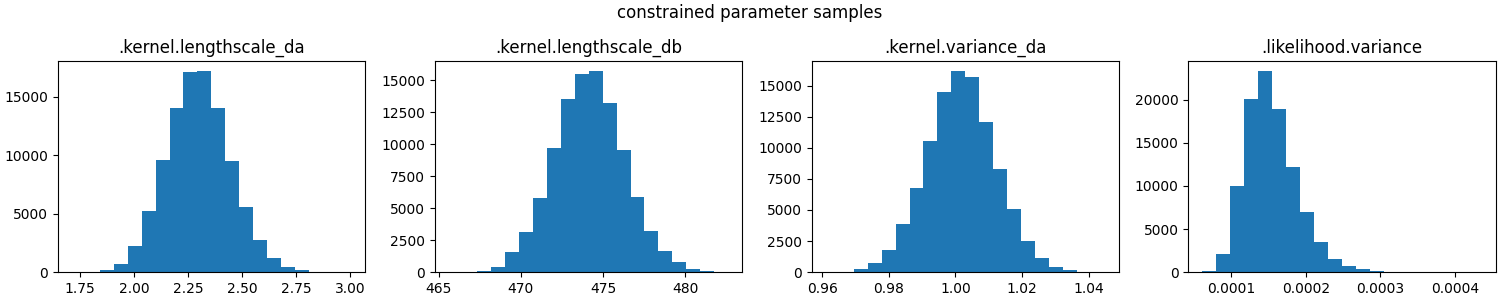 constrained parameter samples
.kernel.lengthscale_da
.kernel.lengthscale_db
.kernel.variance_da
.likelihood.variance
15000
10000
5000
0
1.75 2.00 2.25 2.50 2.75 3.00
15000
12500
10000
7500
5000
2500
0
465 470 475 480
15000
12500
10000
7500
5000
2500
0
0.96 0.98 1.00 1.02 1.04
20000
15000
10000
5000
0
0.0001 0.0002 0.0003 0.0004